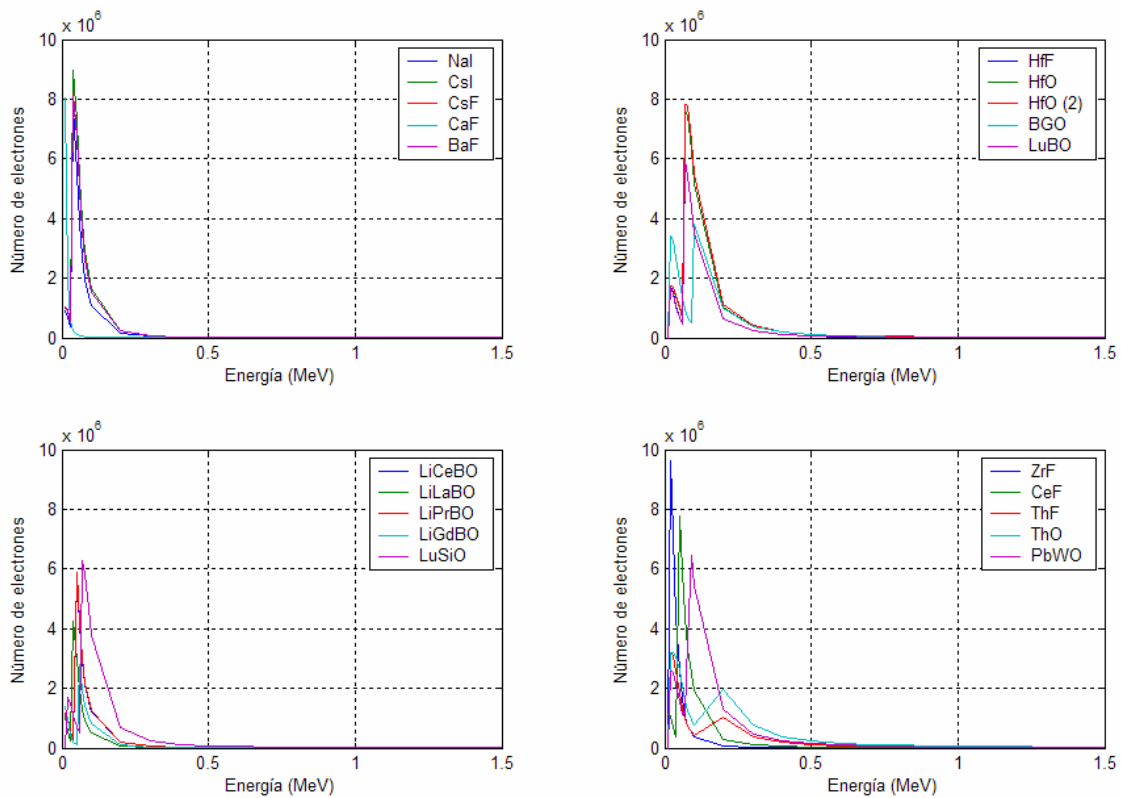 x 10^6
10
8
6
4
2
0
0
0.5
1
1.5
Número de electrones
Energía (MeV)
NaI
CsI
CsF
CaF
BaF
x 10^6
10
8
6
4
2
0
0
0.5
1
1.5
Número de electrones
Energía (MeV)
HfF
HfO
HfO (2)
BGO
LuBO
x 10^6
10
8
6
4
2
0
0
0.5
1
1.5
Número de electrones
Energía (MeV)
LiCeBO
LiLaBO
LiPrBO
LiGdBO
LuSiO
x 10^6
10
8
6
4
2
0
0
0.5
1
1.5
Número de electrones
Energía (MeV)
ZrF
CeF
ThF
ThO
PbWO